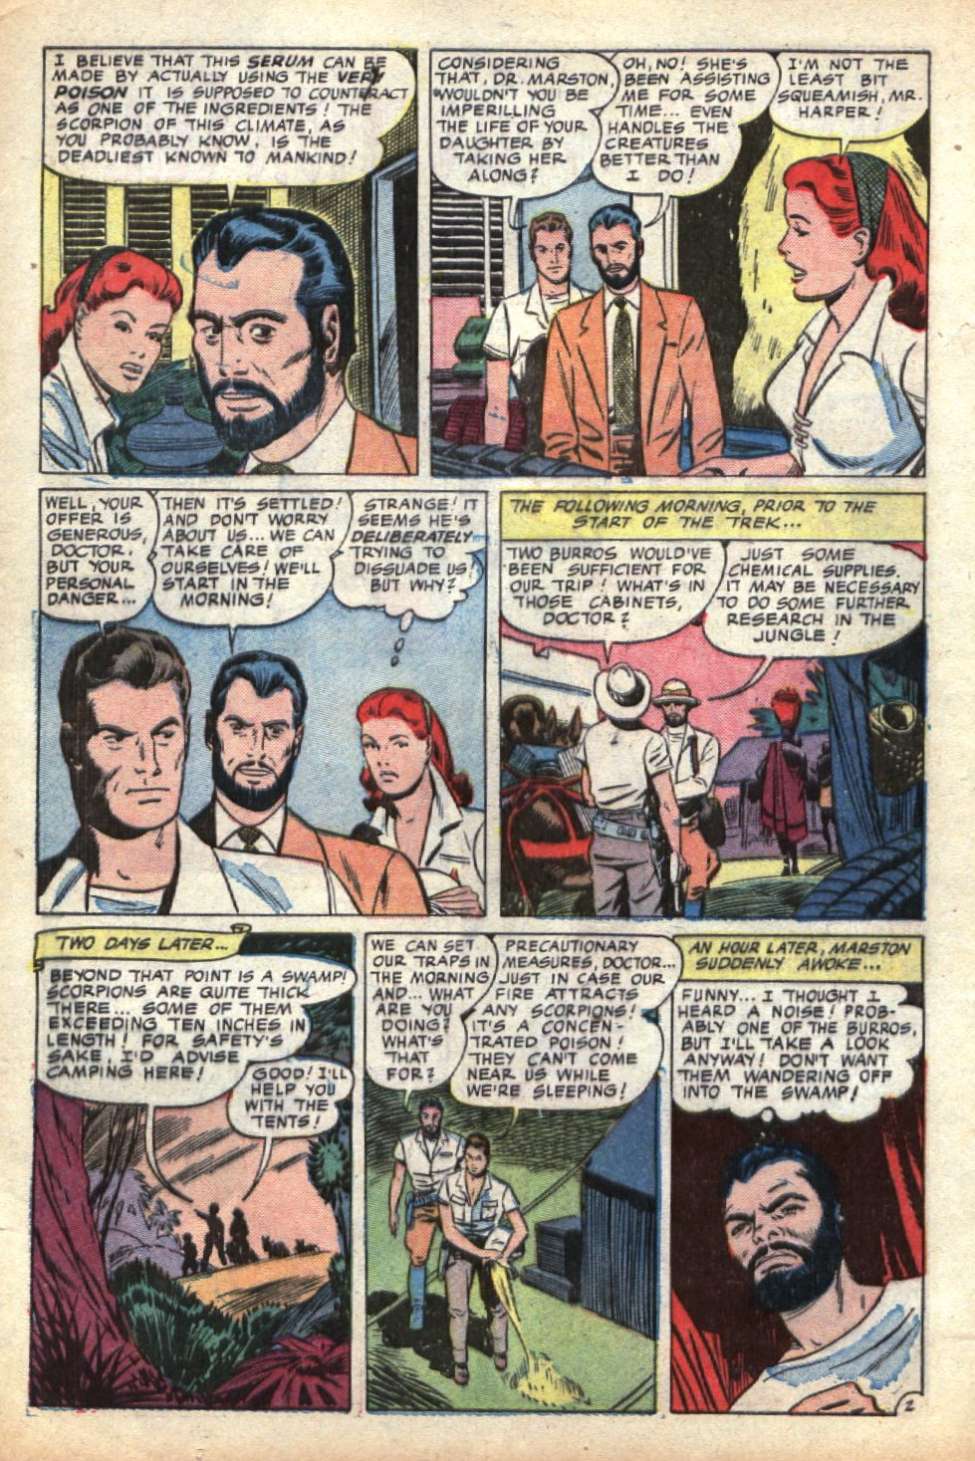 I BELIEVE THAT THIS SERUM CAN BE
MADE BY ACTUALLY USING THE VERY
POISON IT IS SUPPOSED TO COUNTERACT
AS ONE OF THE INGREDIENTS! THE
SCORPION OF THIS CLIMATE, AS
YOU PROBABLY KNOW, IS THE
DEADLIEST KNOWN TO MANKIND!
CONSIDERING
THAT, DR. MARSTON,
WOULDN'T YOU BE
IMPERILLING
THE LIFE OF YOUR
DAUGHTER BY
TAKING HER
ALONG?
OH, NO! SHE'S
BEEN ASSISTING
ME FOR SOME
TIME... EVEN
HANDLES THE
CREATURES
BETTER THAN
I DO!
I'M NOT THE
LEAST BIT
SQUEAMISH, MR.
HARPER!
WELL, YOUR
OFFER IS
GENEROUS,
DOCTOR,
BUT YOUR
PERSONAL
DANGER...
THEN IT'S SETTLED!
AND DON'T WORRY
ABOUT US... WE CAN
TAKE CARE OF
OURSELVES! WE'LL
START IN THE
MORNING!
STRANGE! IT
SEEMS HE'S
DELIBERATELY
TRYING TO
DISSUADE US!
BUT WHY?
THE FOLLOWING MORNING, PRIOR TO THE
START OF THE TREK...
TWO BURROS WOULD'VE
BEEN SUFFICIENT FOR
OUR TRIP! WHAT'S IN
THOSE CABINETS,
DOCTOR?
JUST SOME
CHEMICAL SUPPLIES.
IT MAY BE NECESSARY
TO DO SOME FURTHER
RESEARCH IN THE
JUNGLE!
TWO DAYS LATER...
BEYOND THAT POINT IS A SWAMP!
SCORPIONS ARE QUITE THICK
THERE... SOME OF THEM
EXCEEDING TEN INCHES IN
LENGTH! FOR SAFETY'S
SAKE, I'D ADVISE
CAMPING HERE!
GOOD! I'LL
HELP YOU
WITH THE
TENTS!
WE CAN SET
OUR TRAPS IN
THE MORNING
AND... WHAT
ARE YOU
DOING?
WHAT'S
THAT
FOR?
PRECAUTIONARY
MEASURES, DOCTOR...
JUST IN CASE OUR
FIRE ATTRACTS
ANY SCORPIONS!
IT'S A CONCEN-
TRATED POISON!
THEY CAN'T COME
NEAR US WHILE
WE'RE SLEEPING!
AN HOUR LATER, MARSTON
SUDDENLY AWOKE...
FUNNY... I THOUGHT I
HEARD A NOISE! PROB-
ABLY ONE OF THE BURROS,
BUT I'LL TAKE A LOOK
ANYWAY! DON'T WANT
THEM WANDERING OFF
INTO THE SWAMP!
2